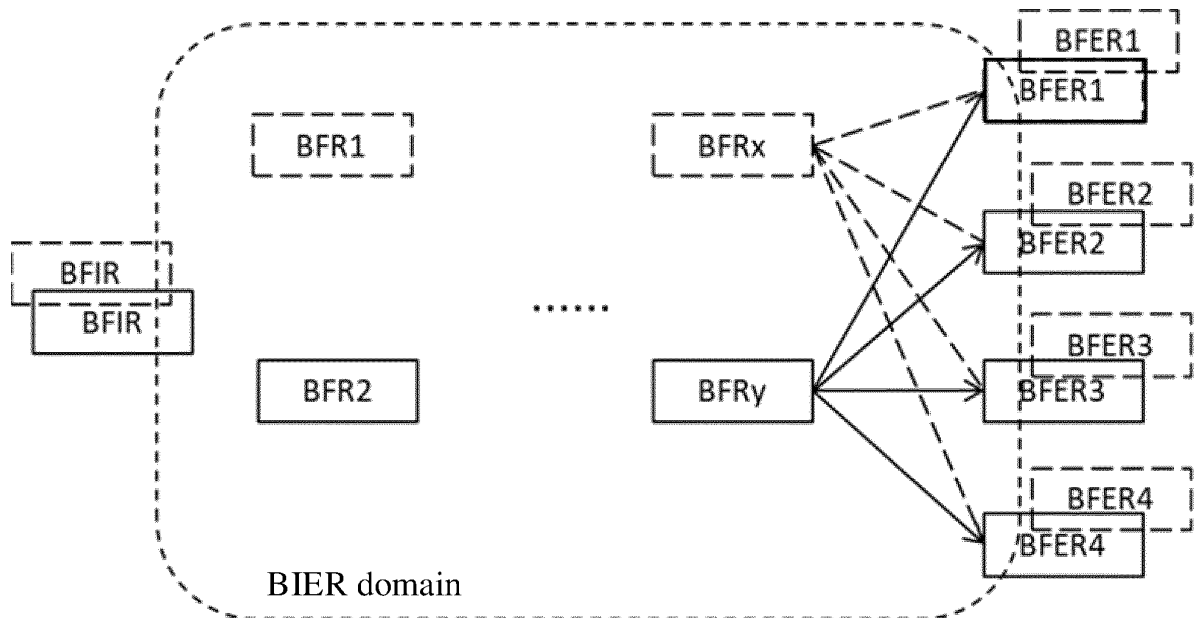 BFER1
BFER1
BFR1
BFRx
BFER2
BFER2
BFIR
BFIR
......
BFER3
BFER3
BFR2
BFRy
BFER4
BFER4
BIER domain